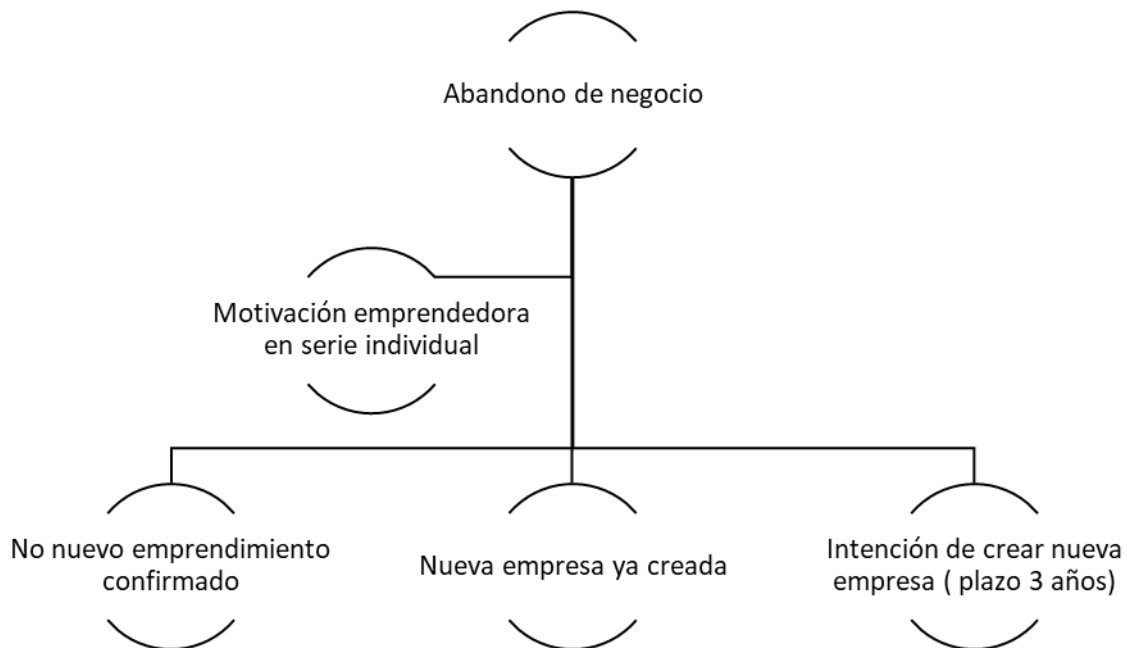 Abandono de negocio
Motivación emprendedora
en serie individual
No nuevo emprendimiento
confirmado
Nueva empresa ya creada
Intención de crear nueva
empresa ( plazo 3 años)